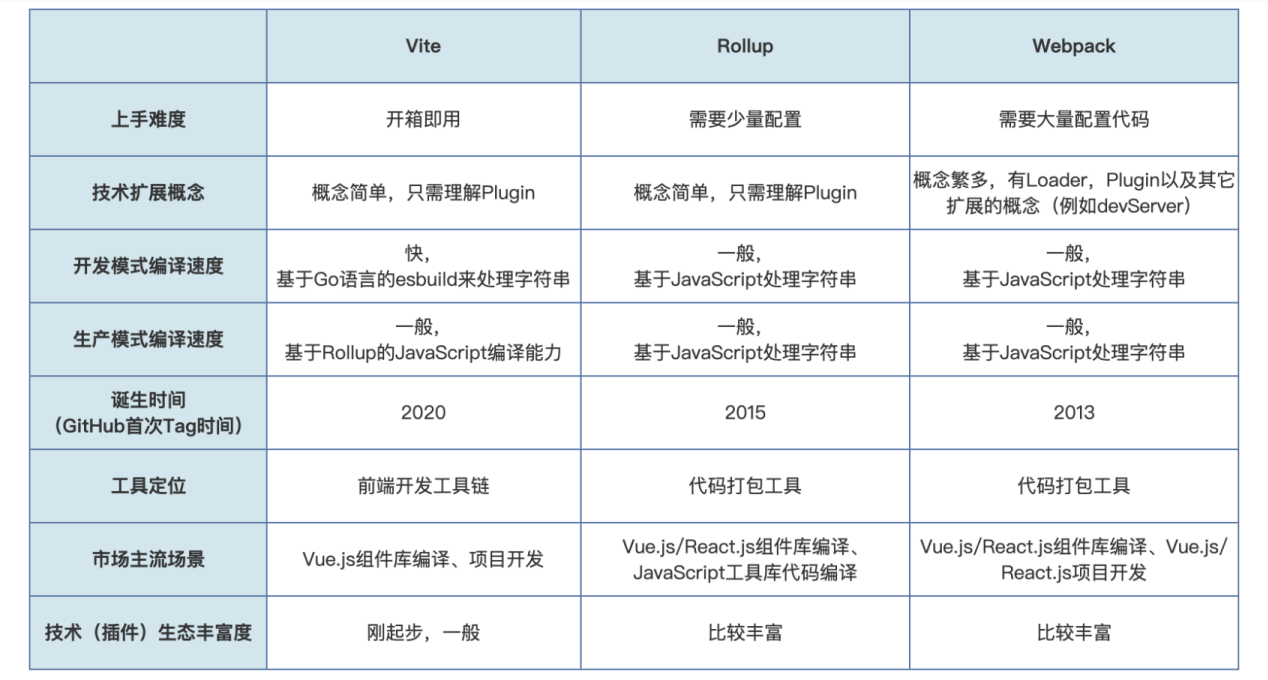 Vite
Rollup
Webpack
上手难度
开箱即用
需要少量配置
需要大量配置代码
技术扩展概念
概念简单，只需理解Plugin
概念简单，只需理解Plugin
概念繁多，有Loader，Plugin以及其它
扩展的概念（例如devServer）
开发模式编译速度
快，
基于Go语言的esbuild来处理字符串
一般，
基于JavaScript处理字符串
一般，
基于JavaScript处理字符串
生产模式编译速度
一般，
基于Rollup的JavaScript编译能力
一般，
基于JavaScript处理字符串
一般，
基于JavaScript处理字符串
诞生时间
（GitHub首次Tag时间）
2020
2015
2013
工具定位
前端开发工具链
代码打包工具
代码打包工具
市场主流场景
Vue.js组件库编译、项目开发
Vue.js/React.js组件库编译、
JavaScript工具库代码编译
Vue.js/React.js组件库编译、Vue.js/
React.js项目开发
技术（插件）生态丰富度
刚起步，一般
比较丰富
比较丰富